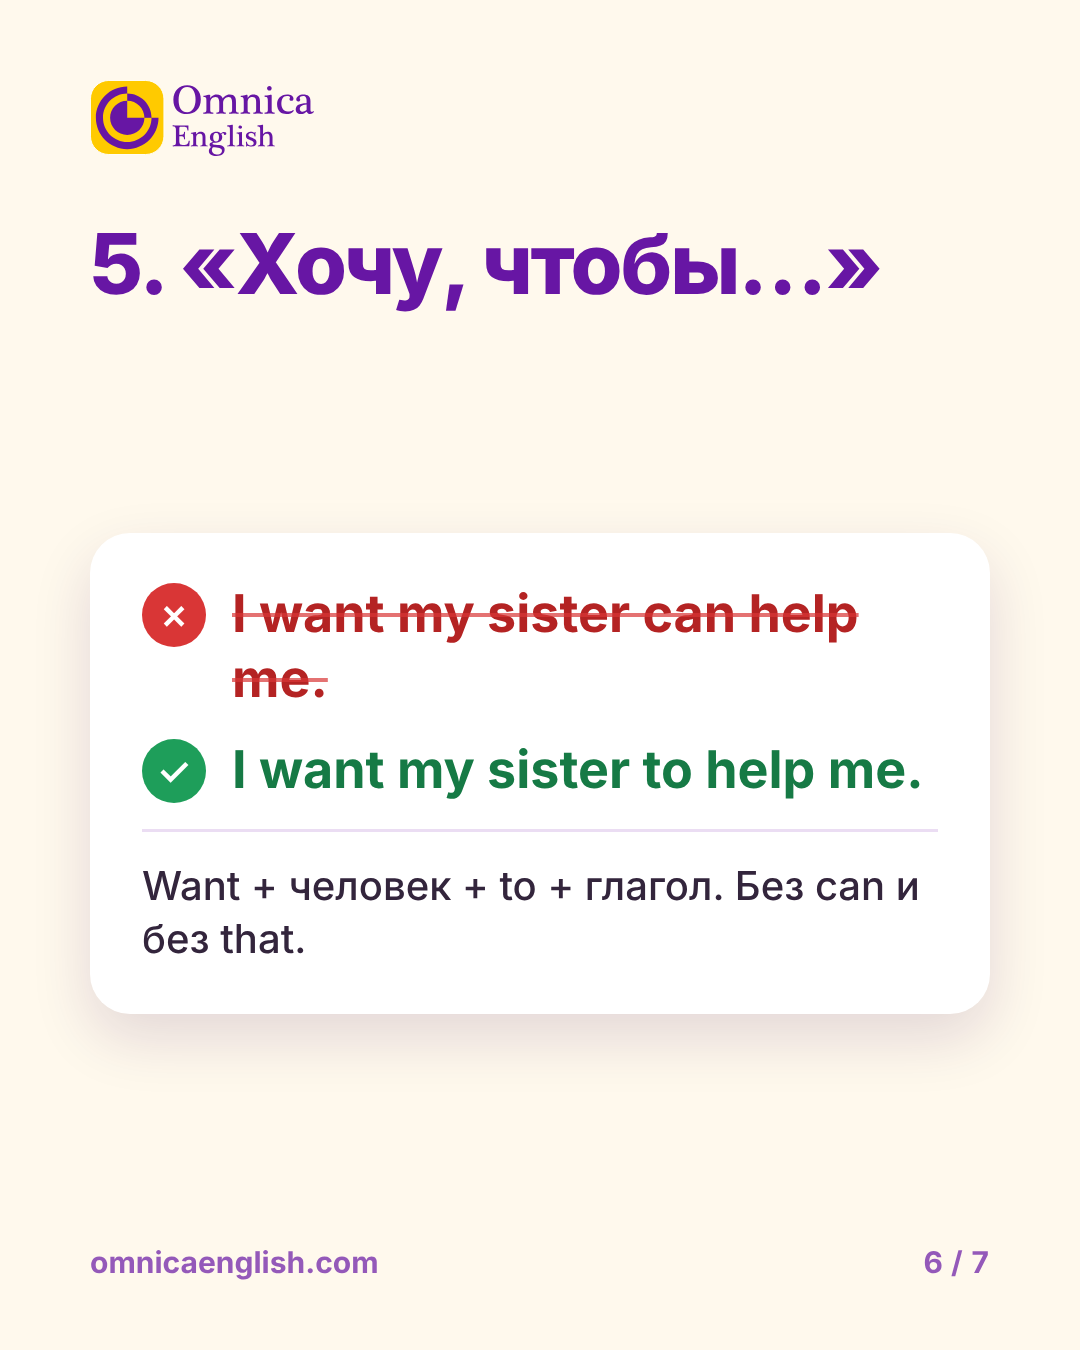 Omnica
English
5. «Хочу, чтобы…»
I want my sister can help
me.
I want my sister to help me.
Want + человек + to + глагол. Без can и
без that.
omnicaenglish.com
6 / 7